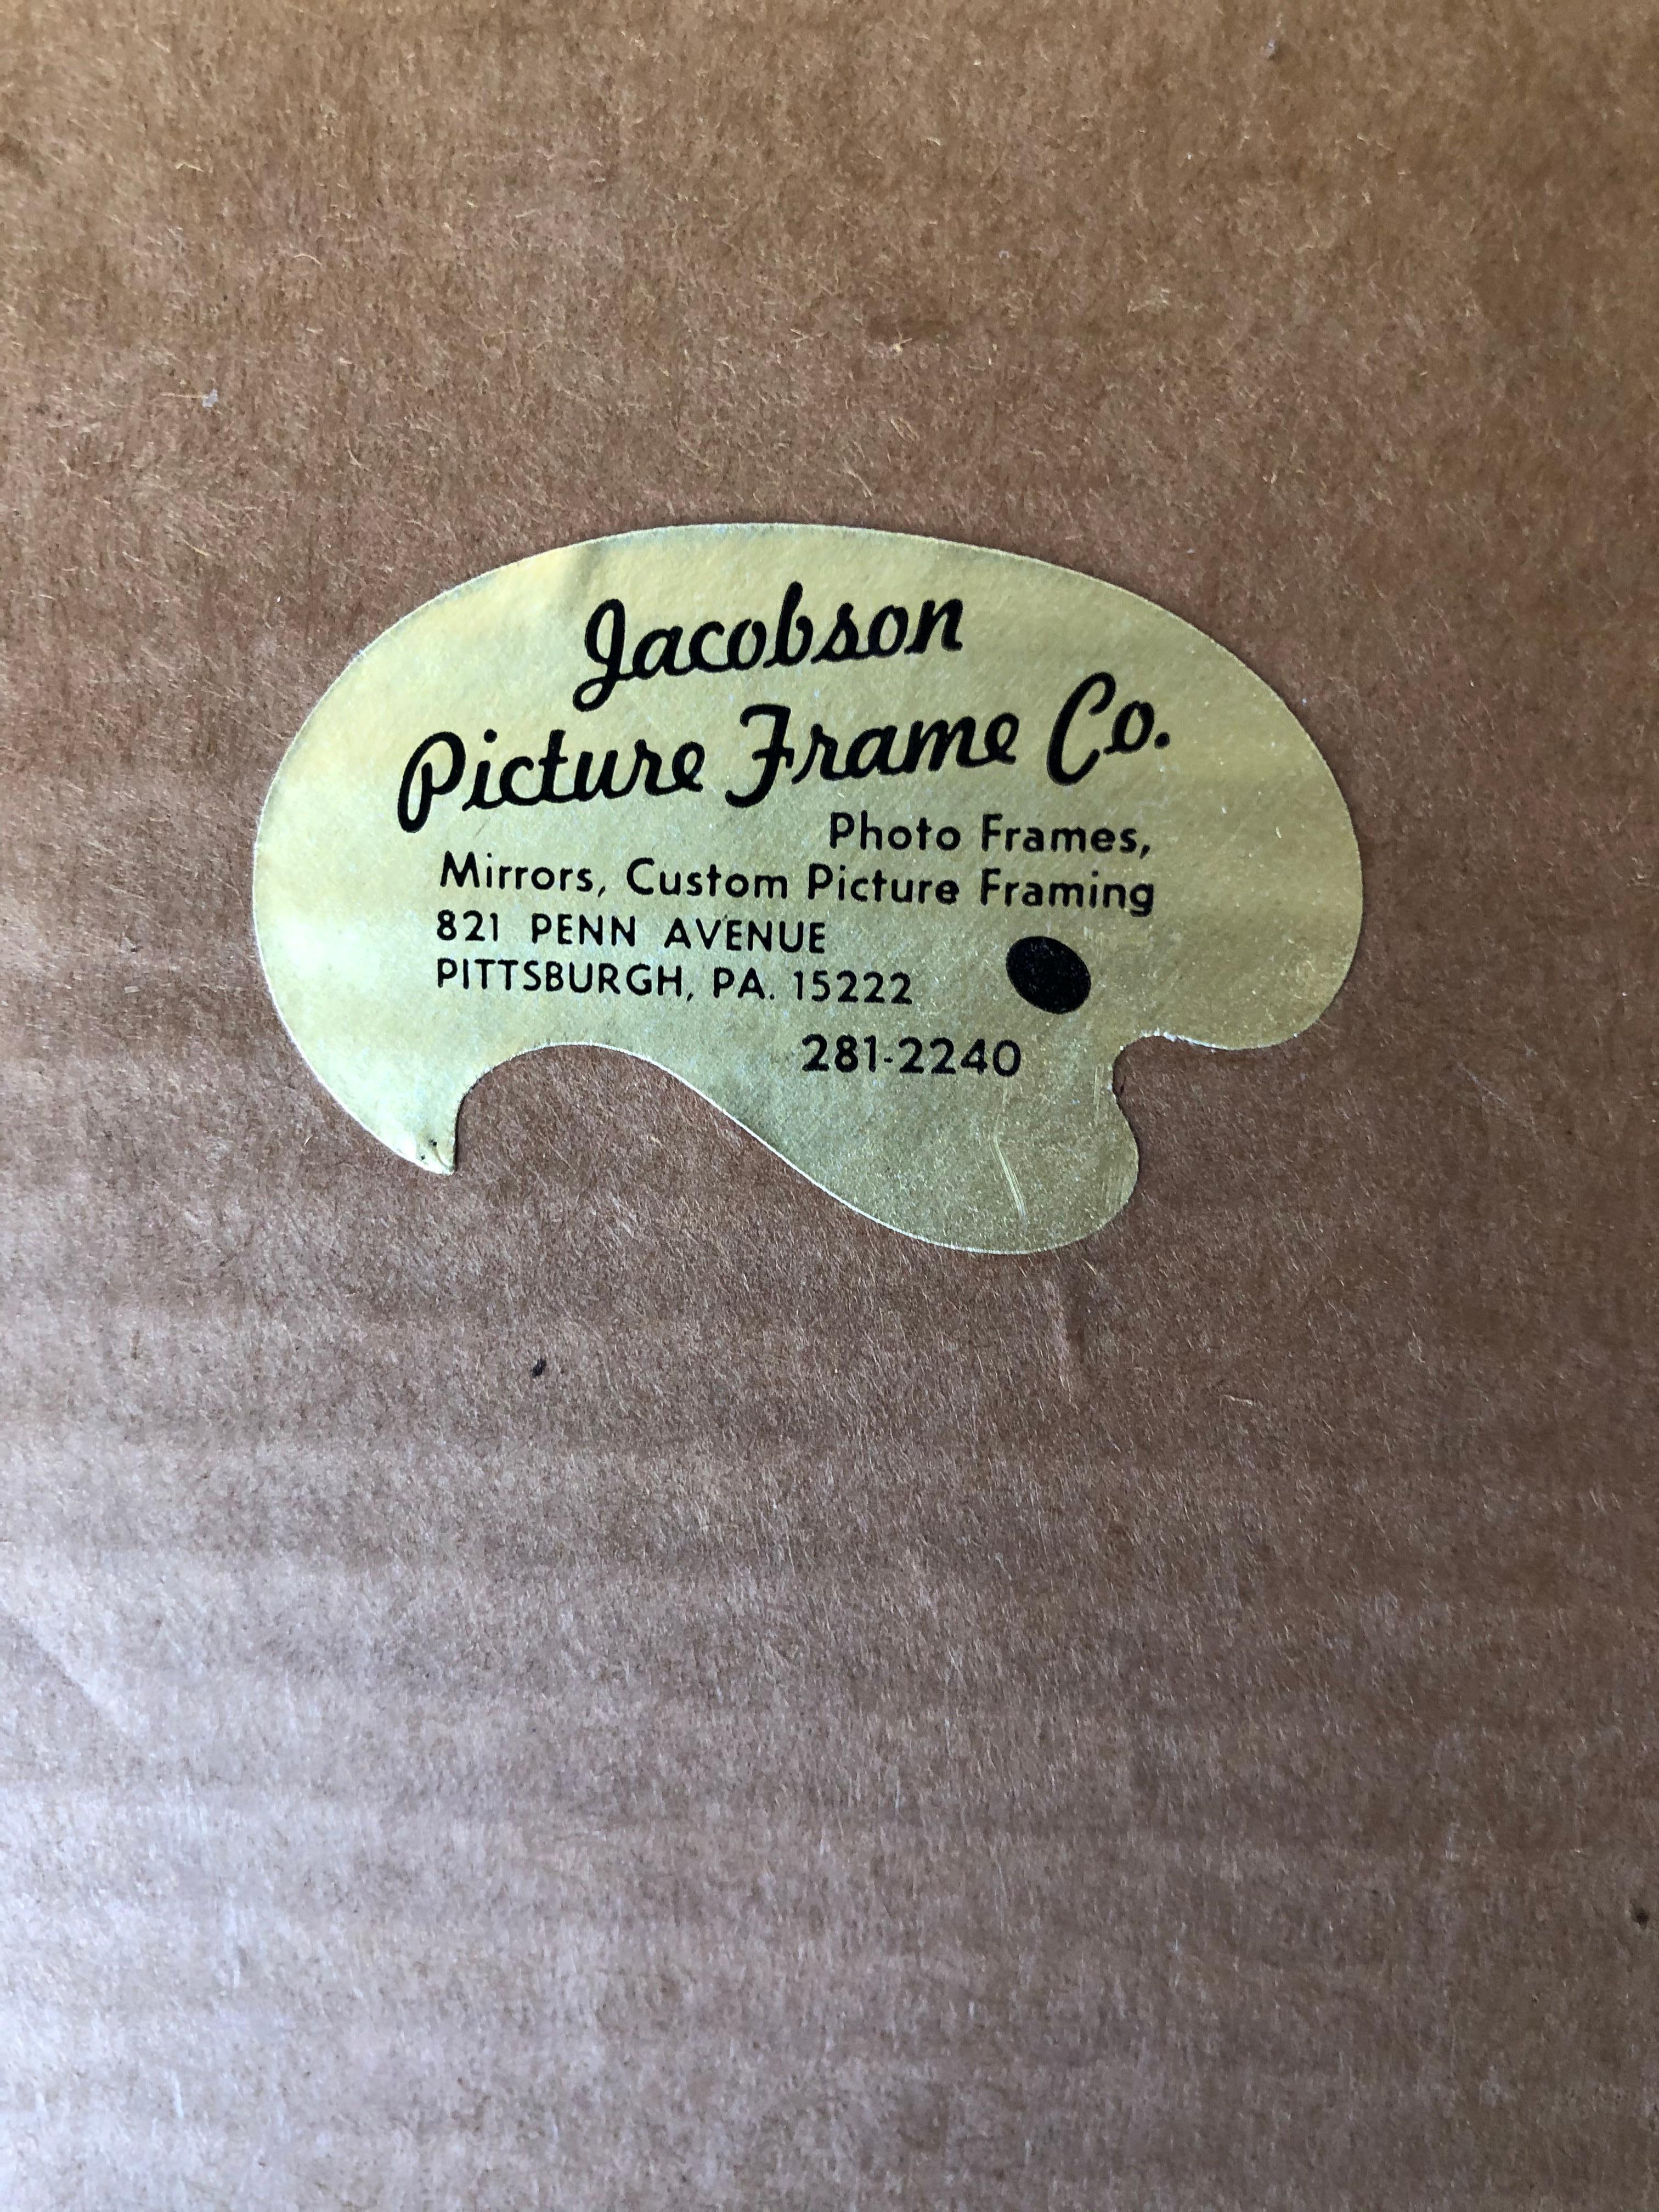 Jacobson
Picture Frame Co.
Photo Frames,
Mirrors, Custom Picture Framing
821 PENN AVENUE
PITTSBURGH, PA. 15222
281-2240